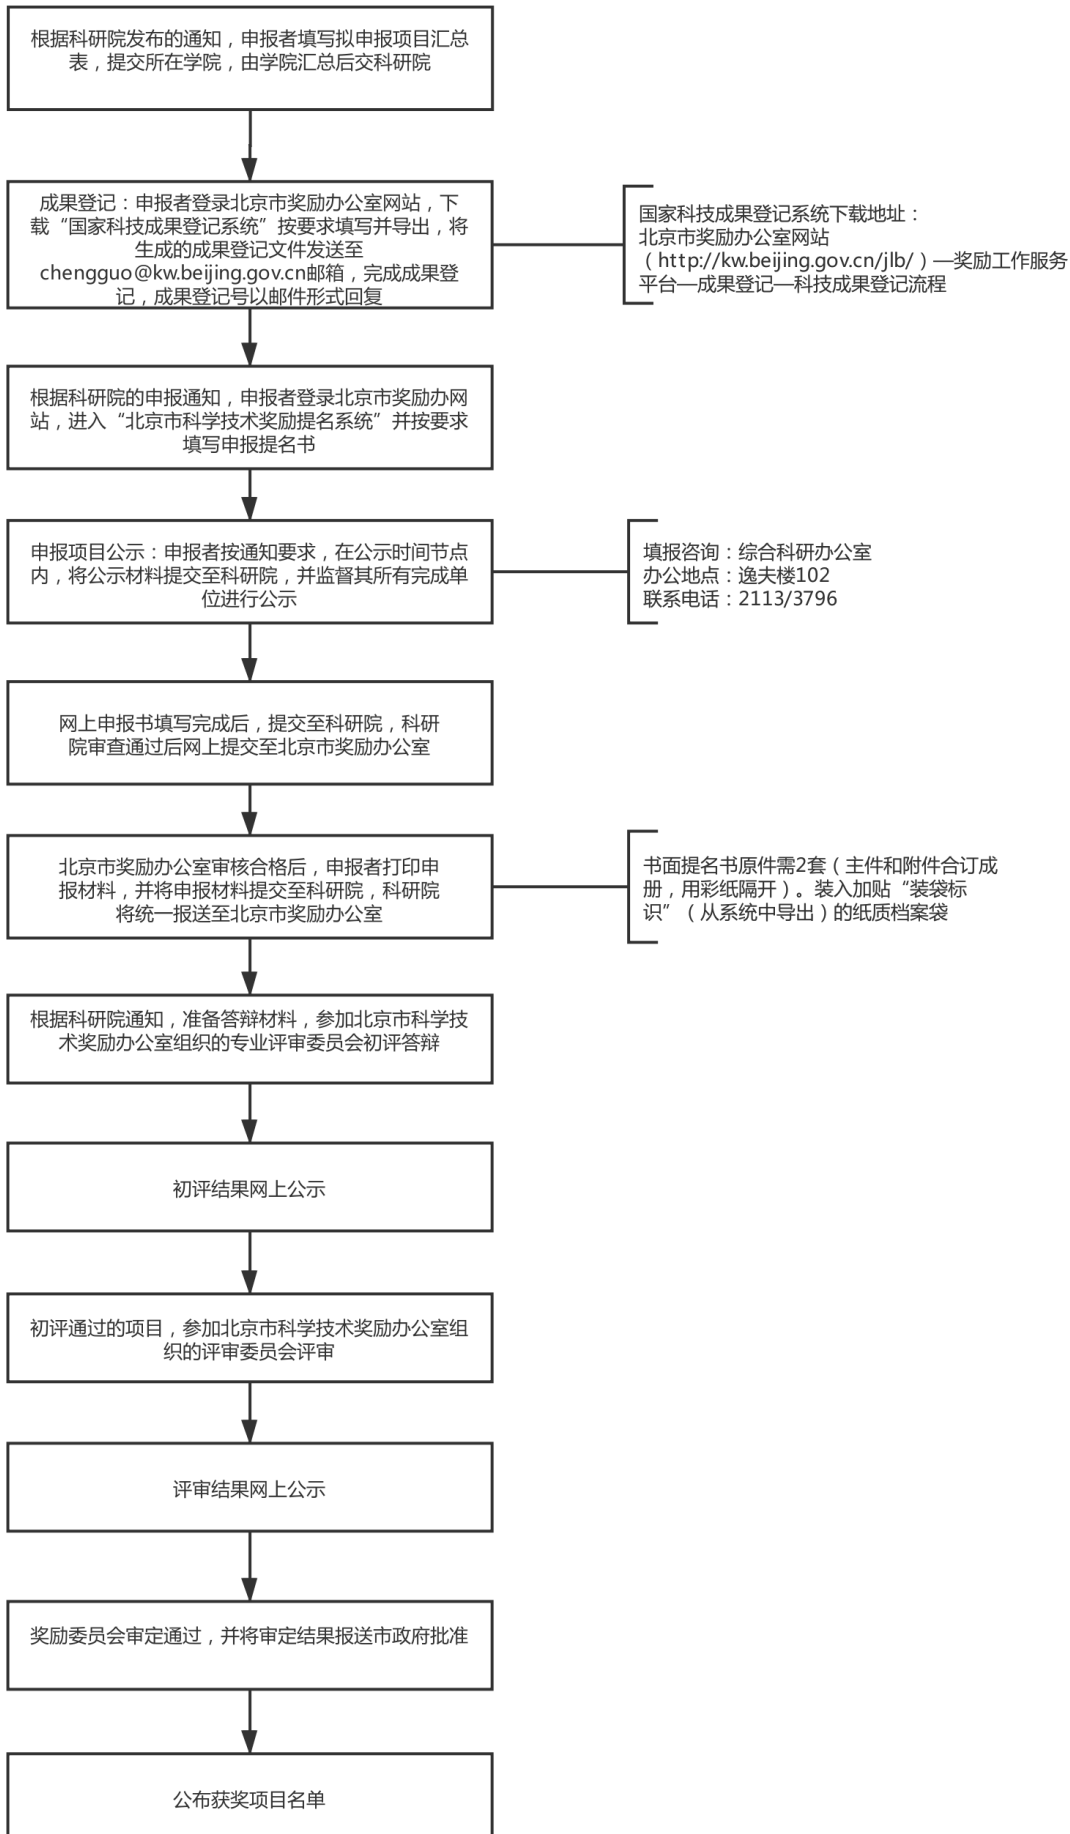 根据科研院发布的通知，申报者填写拟申报项目汇总
表，提交所在学院，由学院汇总后交科研院
成果登记：申报者登录北京市奖励办公室网站，下
载“国家科技成果登记系统”按要求填写并导出，将
生成的成果登记文件发送至
chengguo@kw.beijing.gov.cn邮箱，完成成果登
记，成果登记号以邮件形式回复
国家科技成果登记系统下载地址：
北京市奖励办公室网站
（http://kw.beijing.gov.cn/jlb/）—奖励工作服务
平台—成果登记—科技成果登记流程
根据科研院的申报通知，申报者登录北京市奖励办网
站，进入“北京市科学技术奖励提名系统”并按要求
填写申报提名书
申报项目公示：申报者按通知要求，在公示时间节点
内，将公示材料提交至科研院，并监督其所有完成单
位进行公示
填报咨询：综合科研办公室
办公地点：逸夫楼102
联系电话：2113/3796
网上申报书填写完成后，提交至科研院，科研
院审查通过后网上提交至北京市奖励办公室
北京市奖励办公室审核合格后，申报者打印申
报材料，并将申报材料提交至科研院，科研院
将统一报送至北京市奖励办公室
书面提名书原件需2套（主件和附件合订成
册，用彩纸隔开）。装入加贴“装袋标
识”（从系统中导出）的纸质档案袋
根据科研院通知，准备答辩材料，参加北京市科学技
术奖励办公室组织的专业评审委员会初评答辩
初评结果网上公示
初评通过的项目，参加北京市科学技术奖励办公室组
织的评审委员会评审
评审结果网上公示
奖励委员会审定通过，并将审定结果报送市政府批准
公布获奖项目名单